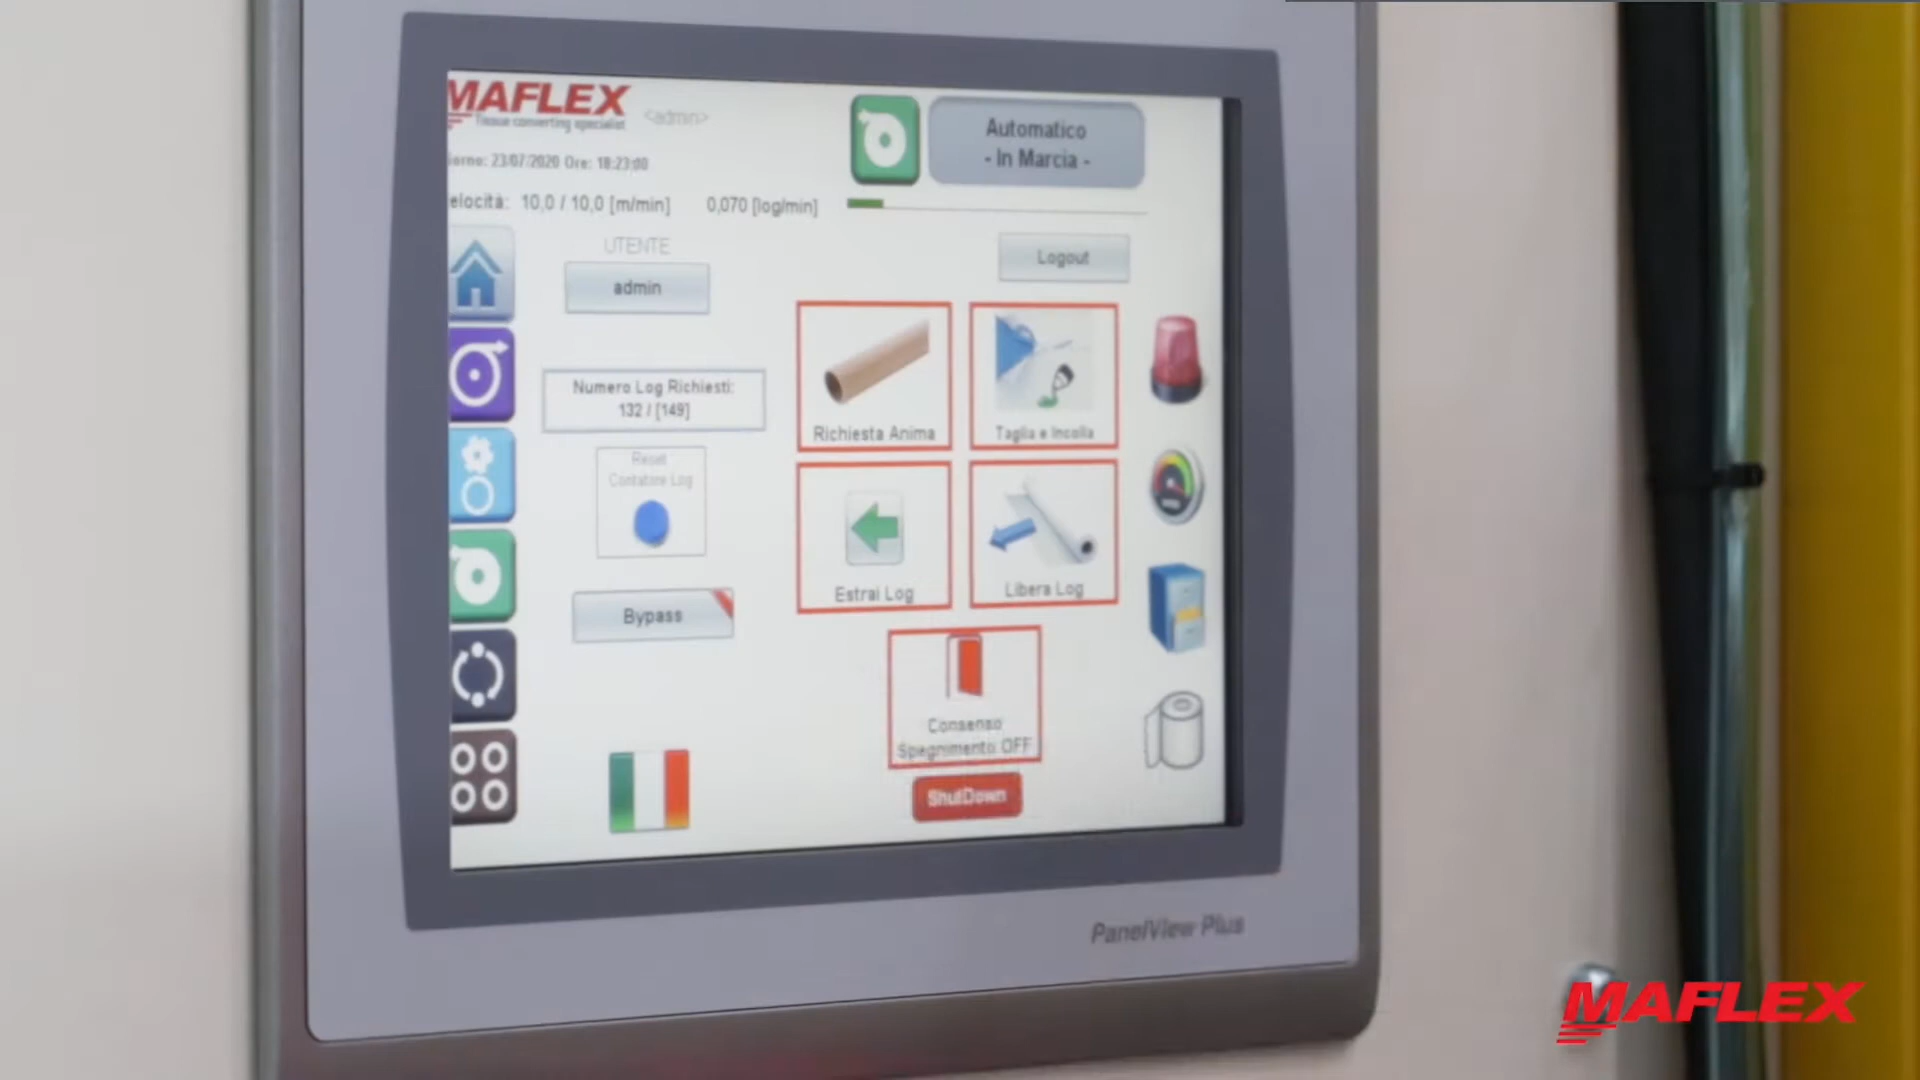 MAFLEX
Tissue converting specialist
<admin>
Automatico
- In Marcia -
iorno: 23/07/2020 Ore: 18:23:00
elocità: 10,0 / 10,0 [m/min] 0,070 [log/min]
UTENTE
admin
Logout
Numero Log Richiesti:
132 / [149]
Reset
Contatore Log
Bypass
Richiesta Anima
Taglia e Incolla
Estrai Log
Libera Log
Consenso
Spegnimento OFF
ShutDown
PanelView Plus
MAFLEX